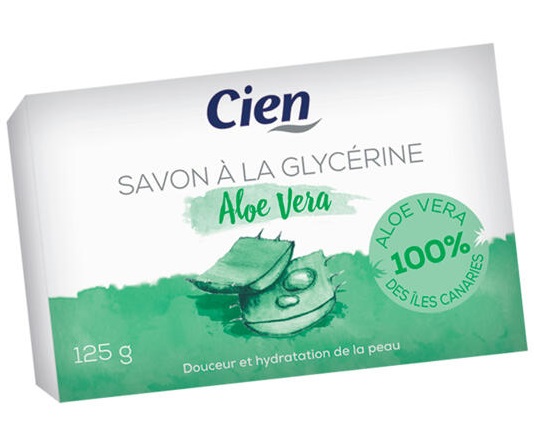 Cien
SAVON À LA GLYCÉRINE
Aloe Vera
ALOE VERA
100%
DES ÎLES CANARIES
125 g
Douceur et hydratation de la peau